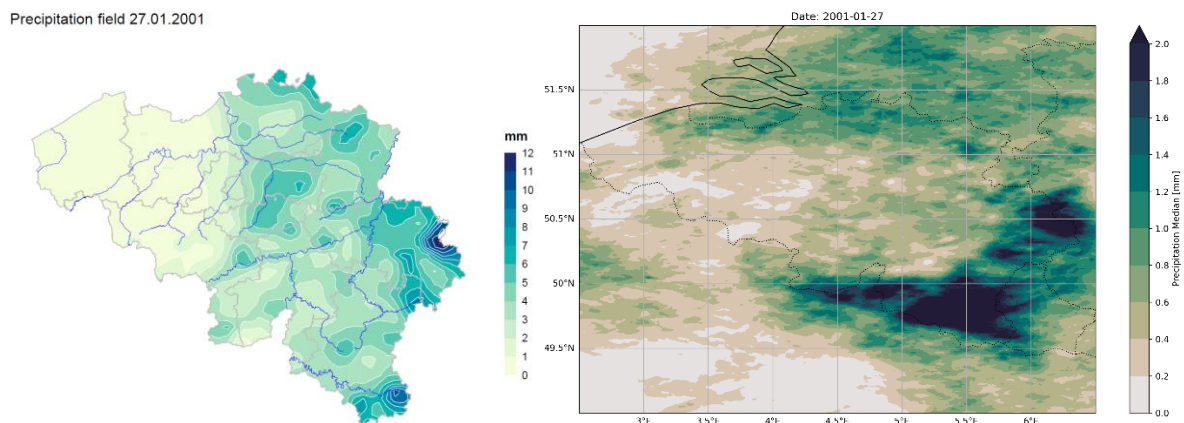 Precipitation field 27.01.2001
mm
12
11
10
9
8
7
6
5
4
3
2
1
0
Date: 2001-01-27
51.5°N
51°N
50.5°N
50°N
49.5°N
3°E 3.5°E 4°E 4.5°E 5°E 5.5°E 6°E
2.0
1.8
1.6
1.4
1.2
1.0
0.8
0.6
0.4
0.2
0.0
Precipitation Median [mm]